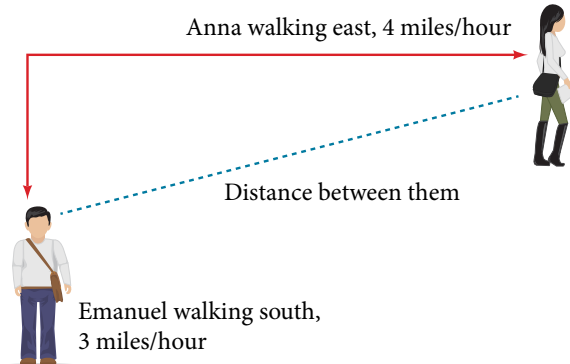 Anna walking east, 4 miles/hour
Distance between them
Emanuel walking south,
3 miles/hour